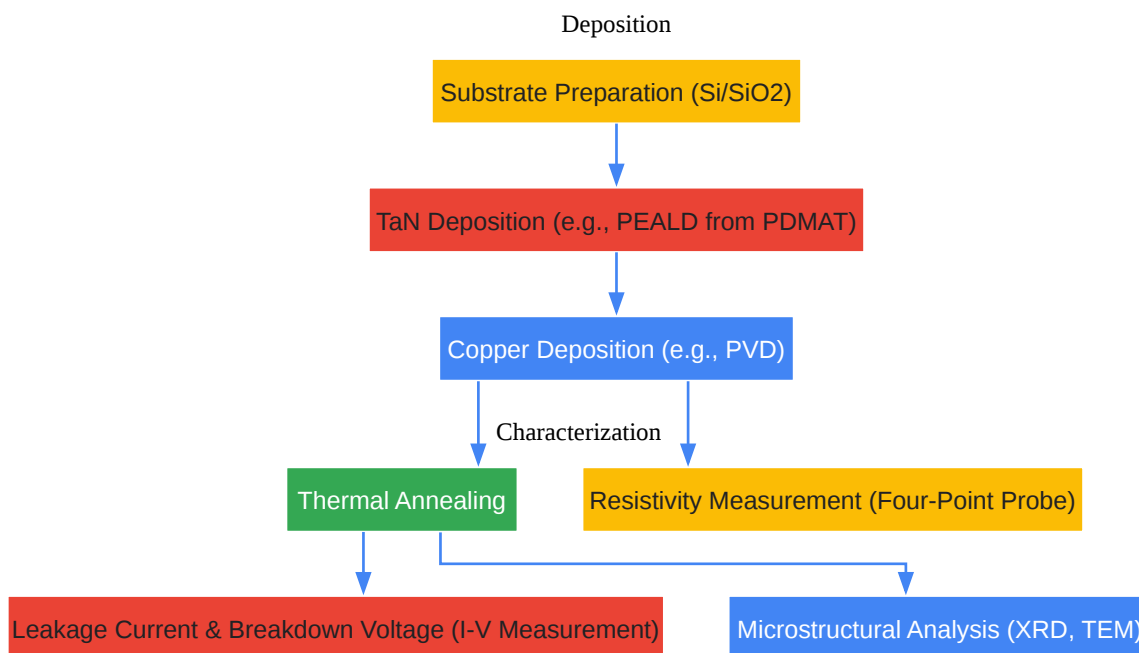 Deposition
Substrate Preparation (Si/SiO2)
TaN Deposition (e.g., PEALD from PDMAT)
Copper Deposition (e.g., PVD)
Characterization
Thermal Annealing
Resistivity Measurement (Four-Point Probe)
Leakage Current & Breakdown Voltage (I-V Measurement)
Microstructural Analysis (XRD, TEM)